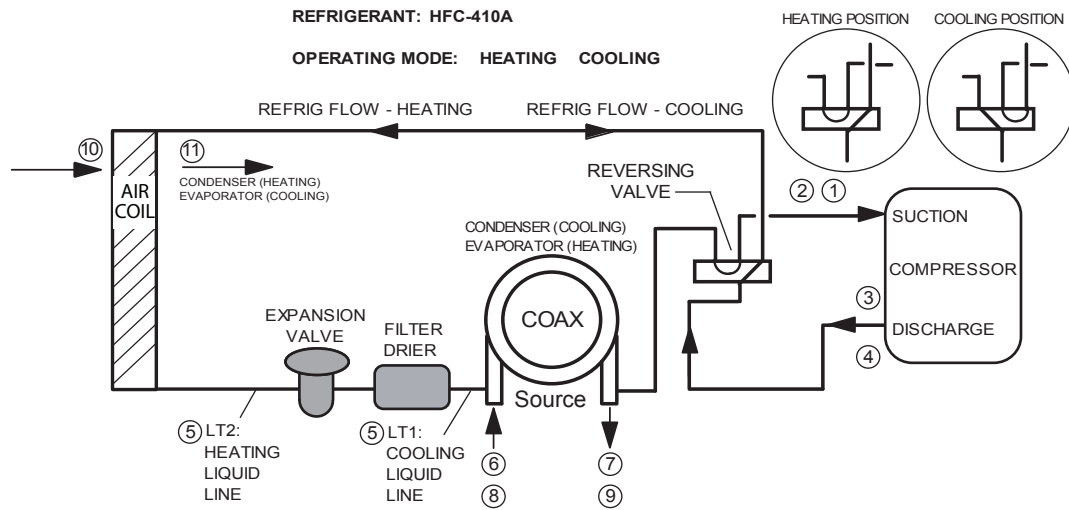 REFRIGERANT: HFC-410A
OPERATING MODE: HEATING COOLING
HEATING POSITION
COOLING POSITION
REFRIG FLOW - HEATING
REFRIG FLOW - COOLING
10
11
CONDENSER (HEATING)
EVAPORATOR (COOLING)
AIR
COIL
REVERSING
VALVE
2 1
SUCTION
COMPRESSOR
3
DISCHARGE
4
CONDENSER (COOLING)
EVAPORATOR (HEATING)
COAX
Source
EXPANSION
VALVE
FILTER
DRIER
5 LT2:
HEATING
LIQUID
LINE
5 LT1:
COOLING
LIQUID
LINE
6
8
7
9